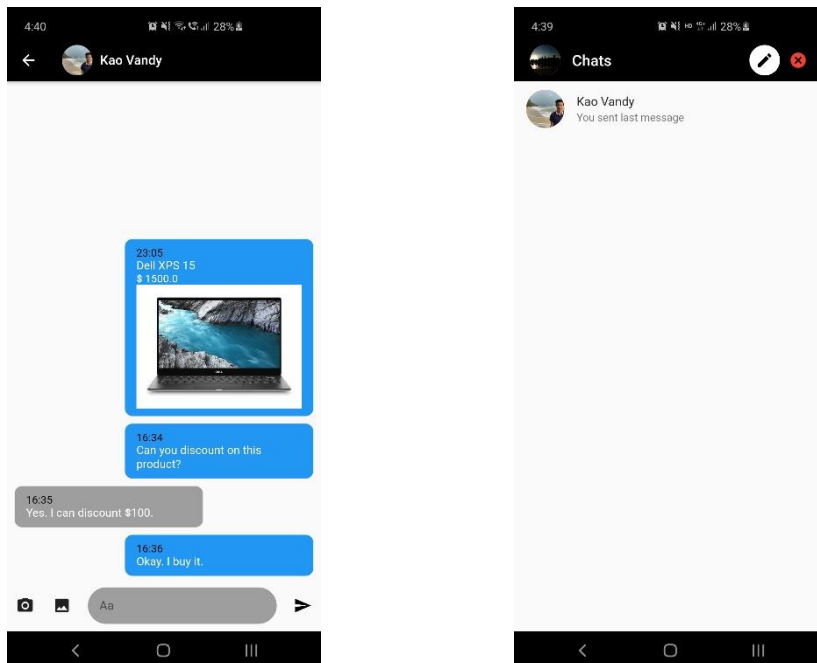 4:40
28%
Kao Vandy
23:05
Dell XPS 15
$ 1500.0
16:34
Can you discount on this
product?
16:35
Yes. I can discount $100.
16:36
Okay. I buy it.
Aa
4:39
28%
Chats
Kao Vandy
You sent last message